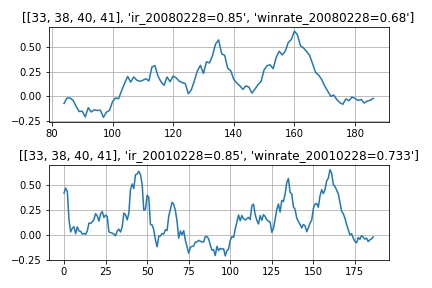 [[33, 38, 40, 41], 'ir_20080228=0.85', 'winrate_20080228=0.68']
0.50
0.25
0.00
−0.25
80 100 120 140 160 180
[[33, 38, 40, 41], 'ir_20010228=0.85', 'winrate_20010228=0.733']
0.50
0.25
0.00
−0.25
0 25 50 75 100 125 150 175